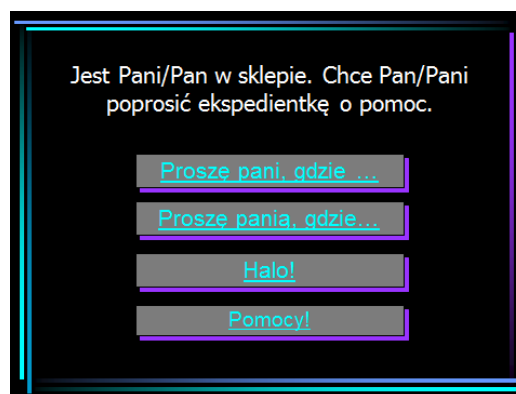 Jest Pani/Pan w sklepie. Chce Pan/Pani
poprosić ekspedientkę o pomoc.
Proszę pani, gdzie ...
Proszę panią, gdzie...
Halo!
Pomocy!